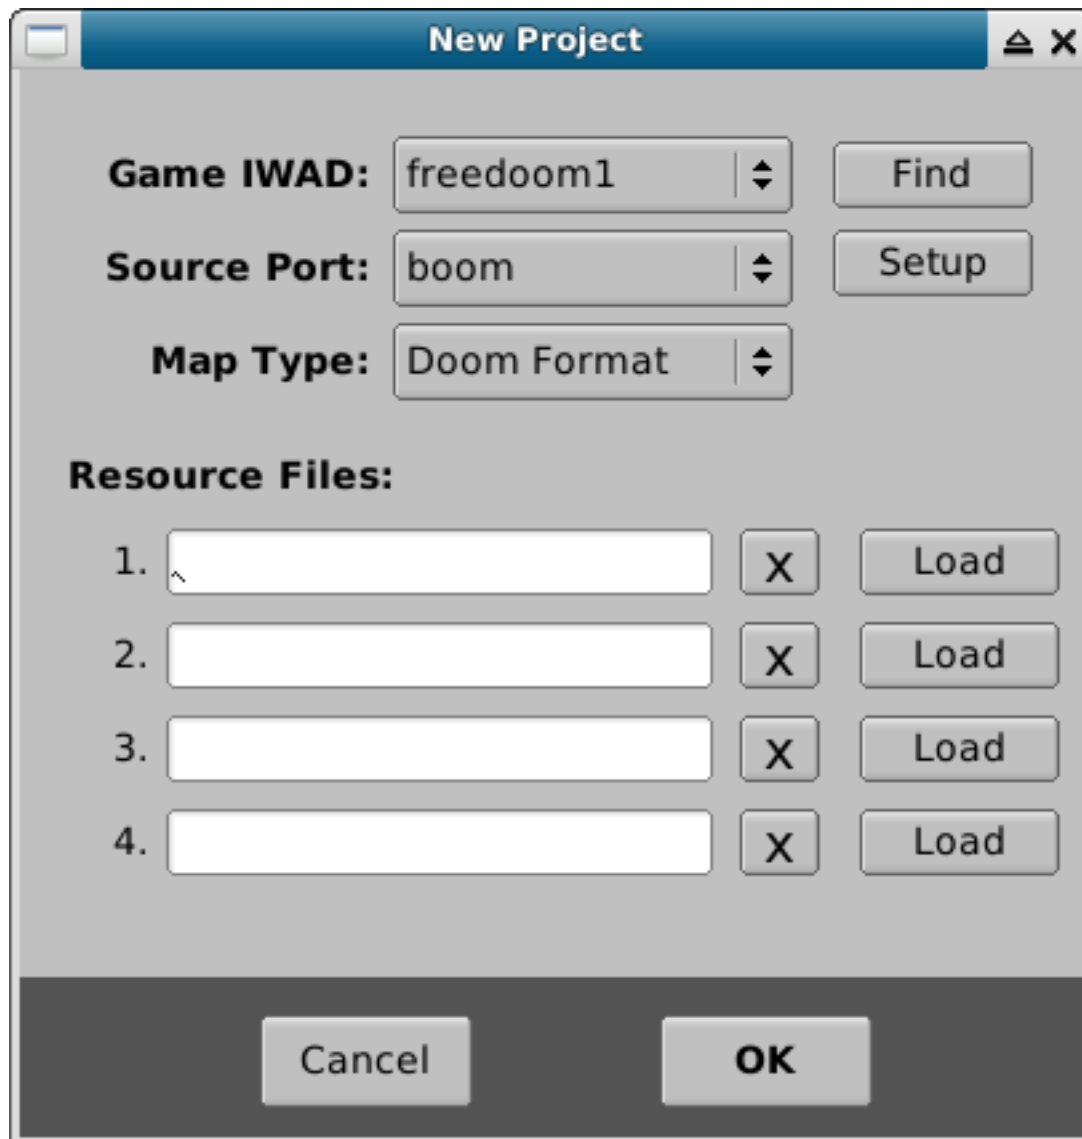 New Project
Game IWAD: freedoom1 Find
Source Port: boom Setup
Map Type: Doom Format
Resource Files:
1. x Load
2. x Load
3. x Load
4. x Load
Cancel OK